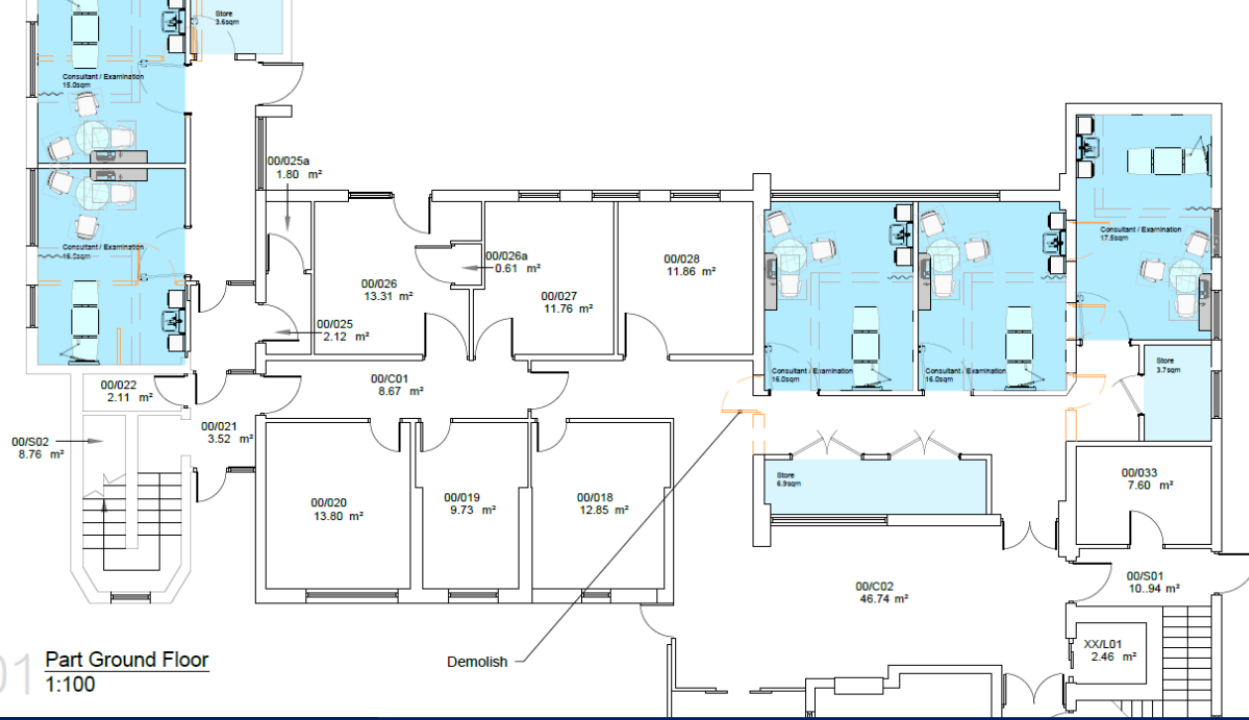 Store
3.6sqm
Consultant / Examination
15.0sqm
00/025a
1.80 m²
Consultant / Examination
17.5sqm
Consultant / Examination
16.5sqm
00/026a
0.61 m²
00/028
11.86 m²
00/026
13.31 m²
00/027
11.76 m²
00/025
2.12 m²
Store
3.7sqm
Consultant / Examination
16.0sqm
Consultant / Examination
16.0sqm
00/022
2.11 m²
00/C01
8.67 m²
00/021
3.52 m²
00/S02
8.76 m²
Store
6.9sqm
00/033
7.60 m²
00/020
13.80 m²
00/019
9.73 m²
00/018
12.85 m²
00/C02
46.74 m²
00/S01
10..94 m²
XX/L01
2.46 m²
Demolish
01
Part Ground Floor
1:100